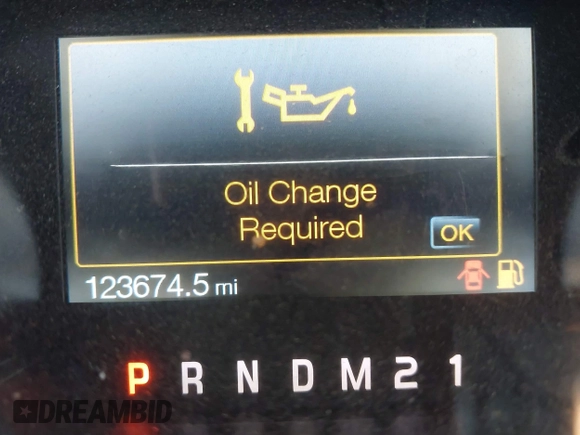 Oil Change
Required
OK
123674.5 mi
P R N D M 2 1
DREAMBID